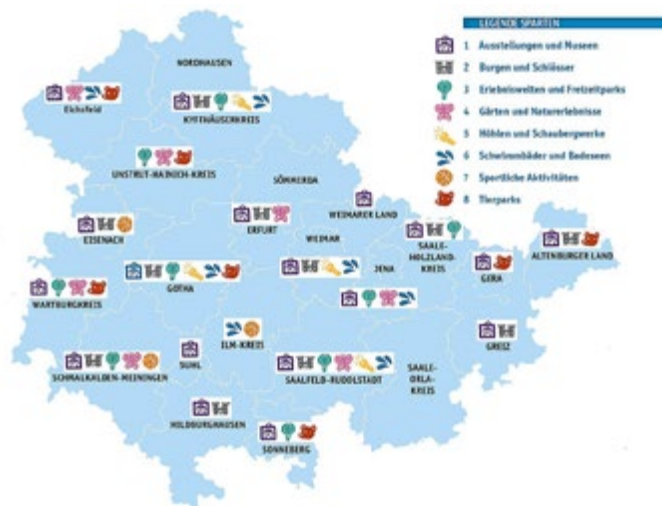 LEGENDE SPARTEN
1 Ausstellungen und Museen
2 Burgen und Schlösser
3 Erlebniswelten und Freizeitparks
4 Gärten und Naturerlebnisse
5 Höhlen und Schaubergwerke
6 Schwimmbäder und Badeseen
7 Sportliche Aktivitäten
8 Tierparks
NORDHAUSEN
Eichsfeld
KYFFHÄUSERKREIS
UNSTRUT-HAINICH-KREIS
SÖMMERDA
WEIMARER LAND
EISENACH
ERFURT
WEIMAR
SAALE-
HOLZLAND-
KREIS
ALTENBURGER LAND
JENA
GERA
GOTHA
WARTBURGKREIS
ILM-KREIS
GREIZ
SUHL
SCHMALKALDEN-MEININGEN
SAALFELD-RUDOLSTADT
SAALE-
ORLA-
KREIS
HILDBURGHAUSEN
SONNEBERG